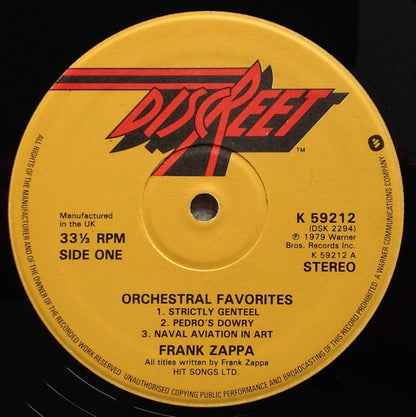 DISCREET
TM
Manufactured
in the UK
33⅓ RPM
SIDE ONE
K 59212
(DSK 2294)
℗ 1979 Warner
Bros. Records Inc.
K 59212 A
STEREO
ORCHESTRAL FAVORITES
1. STRICTLY GENTEEL
2. PEDRO'S DOWRY
3. NAVAL AVIATION IN ART
FRANK ZAPPA
All titles written by Frank Zappa
HIT SONGS LTD.
ALL RIGHTS OF THE MANUFACTURER AND OF THE OWNER OF THE RECORDED WORK RESERVED. UNAUTHORISED COPYING PUBLIC PERFORMANCE AND BROADCASTING OF THIS RECORD PROHIBITED. A WARNER COMMUNICATIONS COMPANY